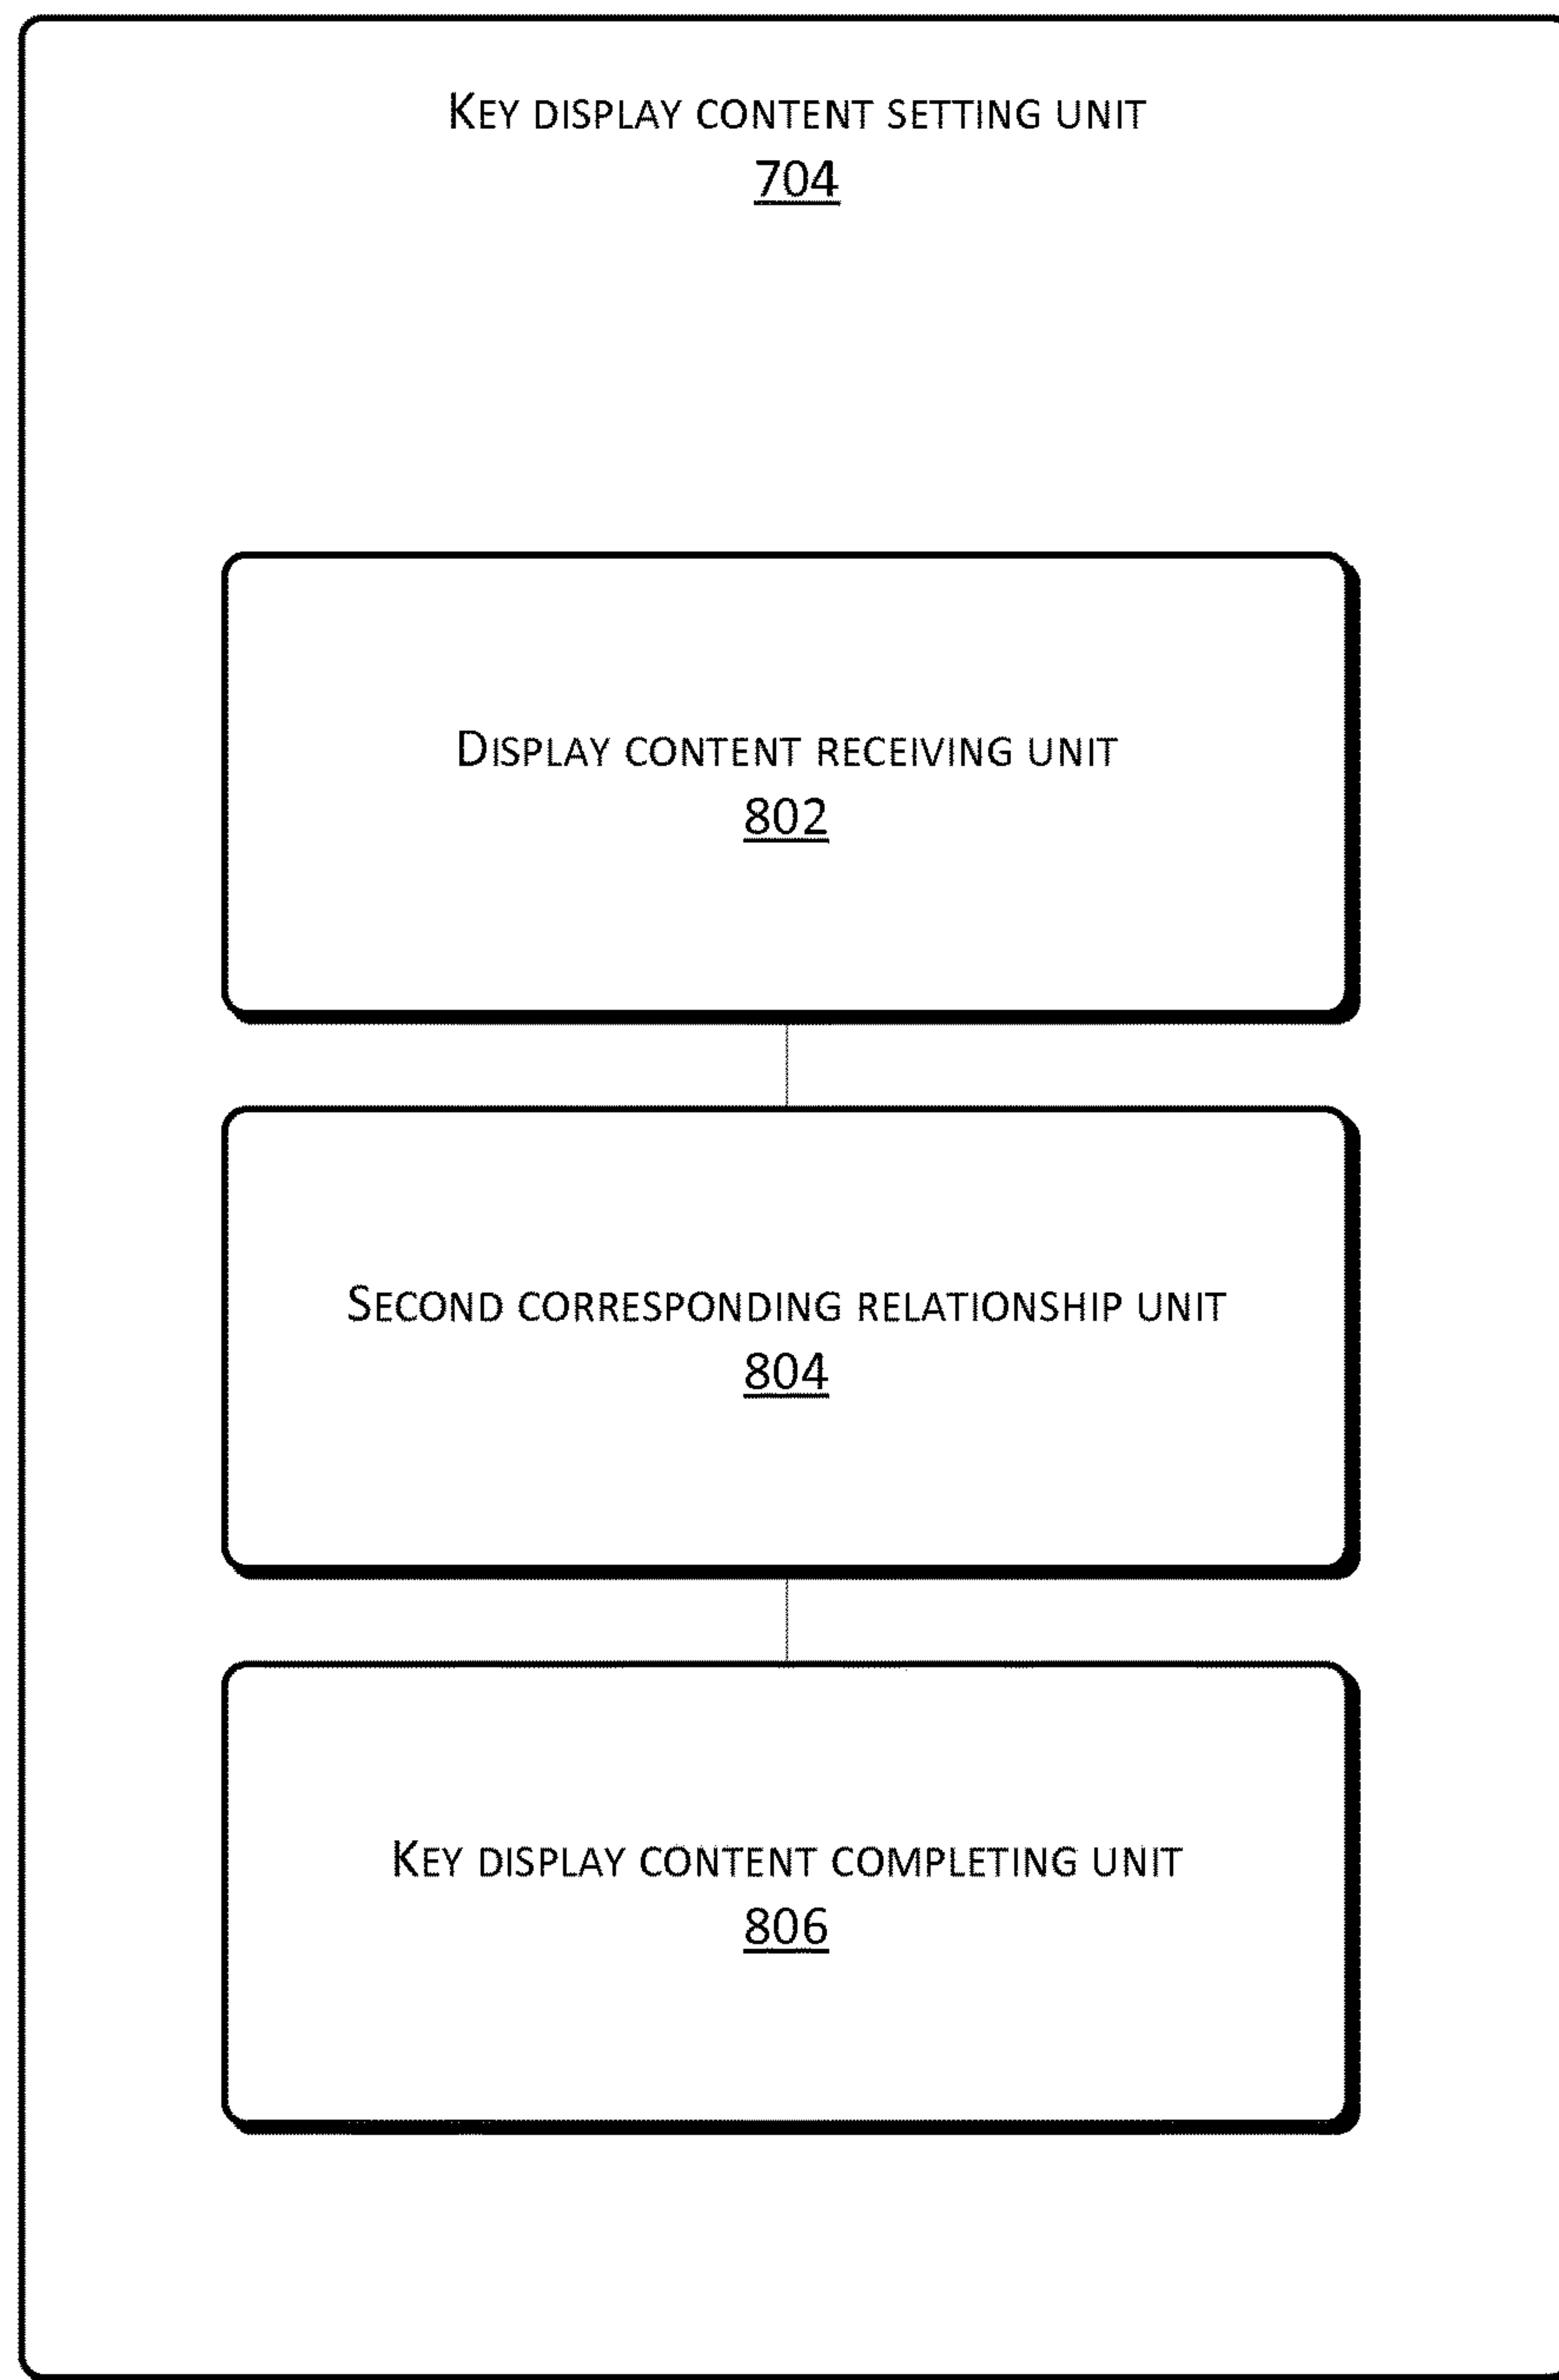 KEY DISPLAY CONTENT SETTING UNIT
704
DISPLAY CONTENT RECEIVING UNIT
802
SECOND CORRESPONDING RELATIONSHIP UNIT
804
KEY DISPLAY CONTENT COMPLETING UNIT
806